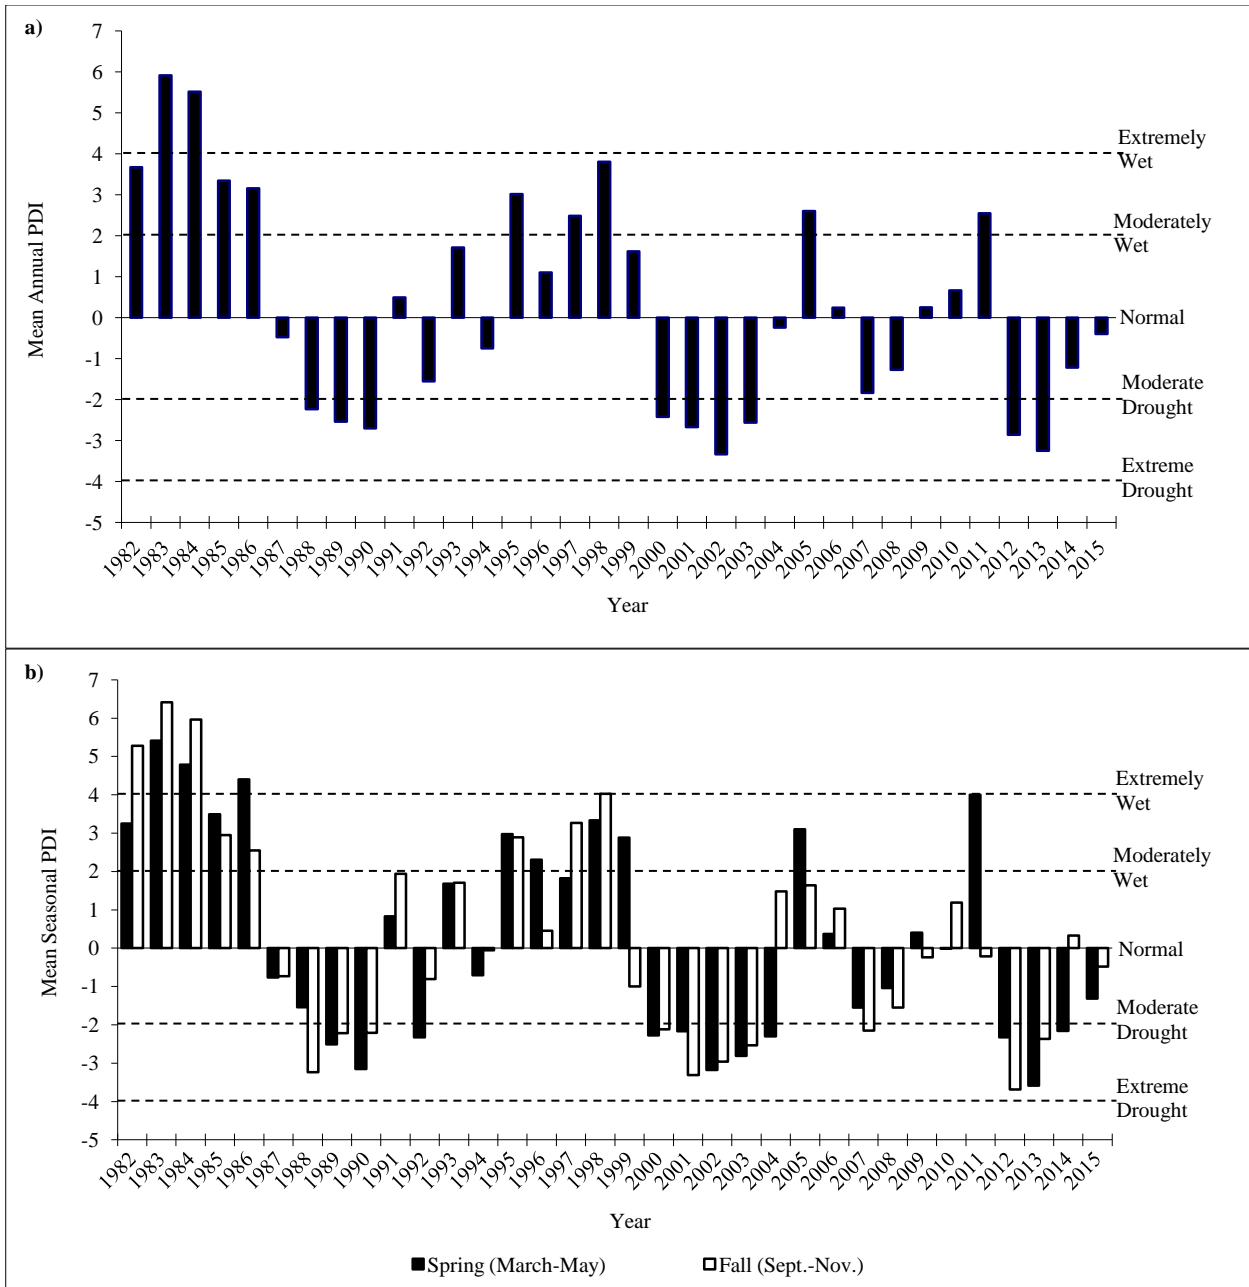 a)
7
6
5
4
3
2
1
0
-1
-2
-3
-4
-5
Mean Annual PDI
Extremely
Wet
Moderately
Wet
Normal
Moderate
Drought
Extreme
Drought
1982 1983 1984 1985 1986 1987 1988 1989 1990 1991 1992 1993 1994 1995 1996 1997 1998 1999 2000 2001 2002 2003 2004 2005 2006 2007 2008 2009 2010 2011 2012 2013 2014 2015
Year
b)
7
6
5
4
3
2
1
0
-1
-2
-3
-4
-5
Mean Seasonal PDI
Extremely
Wet
Moderately
Wet
Normal
Moderate
Drought
Extreme
Drought
1982 1983 1984 1985 1986 1987 1988 1989 1990 1991 1992 1993 1994 1995 1996 1997 1998 1999 2000 2001 2002 2003 2004 2005 2006 2007 2008 2009 2010 2011 2012 2013 2014 2015
Year
Spring (March-May) Fall (Sept.-Nov.)